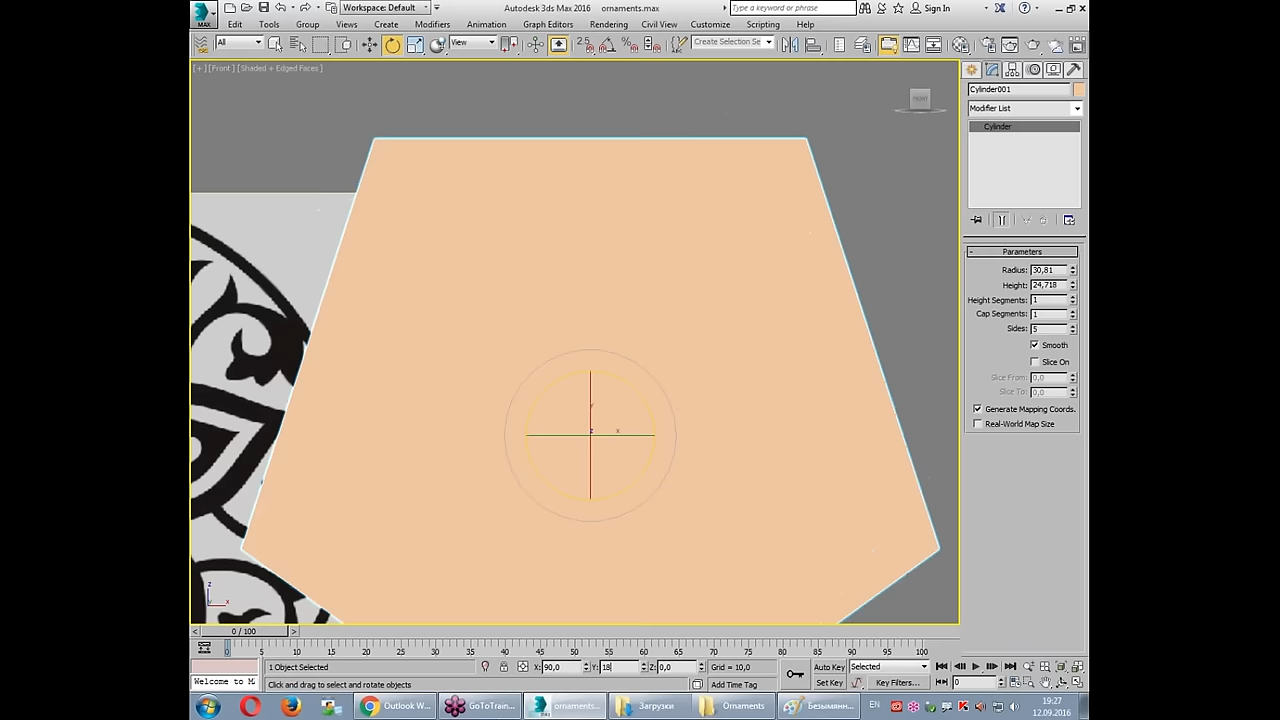 Workspace: Default
Autodesk 3ds Max 2016
ornaments.max
Type a keyword or phrase
Sign In
MAX
Edit
Tools
Group
Views
Create
Modifiers
Animation
Graph Editors
Rendering
Civil View
Customize
Scripting
Help
All
View
2.5
Create Selection Se
[+] [Front] [Shaded + Edged Faces]
FRONT
Cylinder001
Modifier List
Cylinder
Parameters
Radius: 30,81
Height: 24,718
Height Segments: 1
Cap Segments: 1
Sides: 5
Smooth
Slice On
Slice From: 0,0
Slice To: 0,0
Generate Mapping Coords.
Real-World Map Size
y
z
x
z
y
x
< 0 / 100 >
0 5 10 15 20 25 30 35 40 45 50 55 60 65 70 75 80 85 90 95 100
1 Object Selected
X: 90,0
Y: 18
Z: 0,0
Grid = 10,0
Auto Key
Selected
Welcome to M
Click and drag to select and rotate objects
Add Time Tag
Set Key
Key Filters...
0
Outlook W...
GoToTrain...
ornaments...
Загрузки
Ornaments
Безымянн...
EN
19:27
12.09.2016